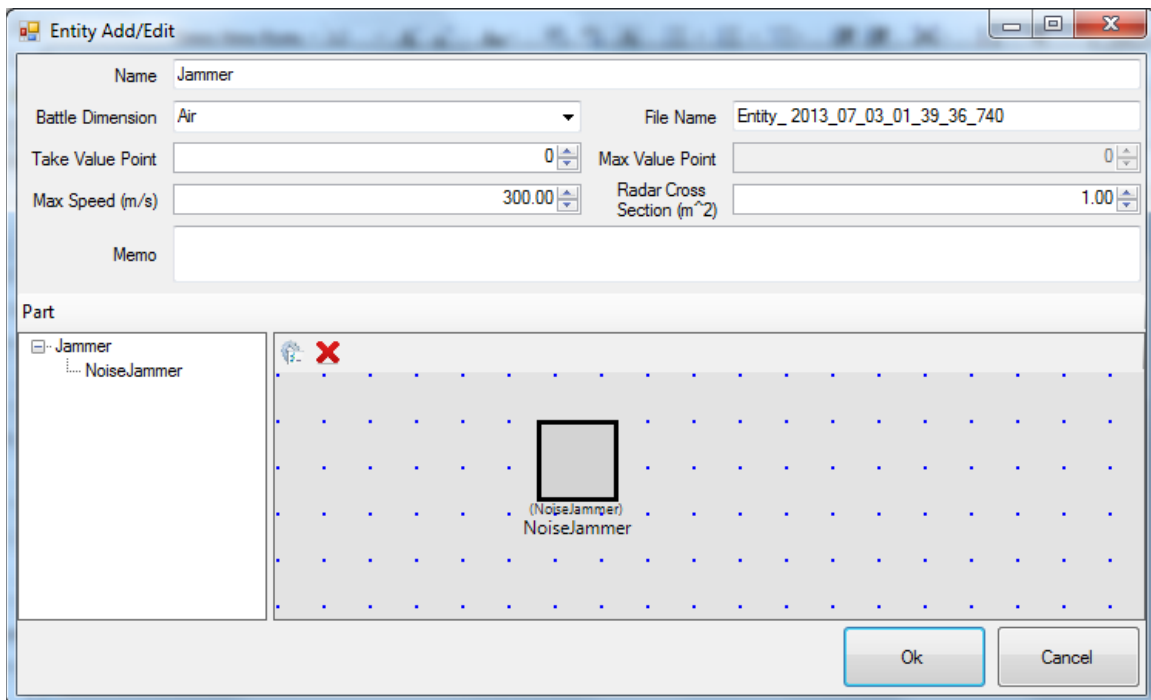 Entity Add/Edit
Name Jammer
Battle Dimension Air File Name Entity_ 2013_07_03_01_39_36_740
Take Value Point 0 Max Value Point 0
Max Speed (m/s) 300.00 Radar Cross
Section (m^2) 1.00
Memo
Part
Jammer
NoiseJammer
(NoiseJammer)
NoiseJammer
Ok Cancel